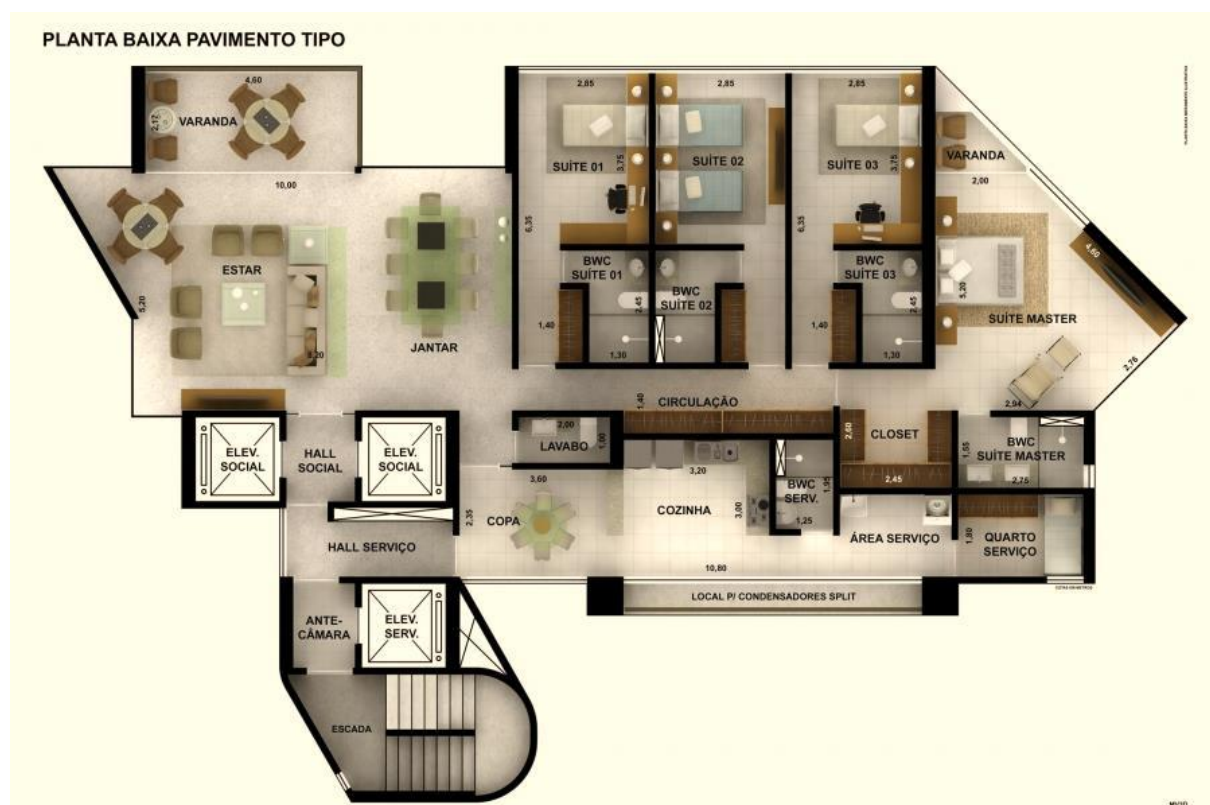 PLANTA BAIXA PAVIMENTO TIPO
4,60
2,12
VARANDA
10,00
ESTAR
5,20
8,20
JANTAR
2,85
SUÍTE 01
3,75
6,35
BWC
SUÍTE 01
2,45
1,40
1,30
2,85
SUÍTE 02
BWC
SUÍTE 02
2,85
SUÍTE 03
3,75
6,35
BWC
SUÍTE 03
2,45
1,40
1,30
VARANDA
2,00
4,60
5,20
SUÍTE MASTER
2,76
2,94
CIRCULAÇÃO
1,40
ELEV.
SOCIAL
HALL
SOCIAL
ELEV.
SOCIAL
2,00
LAVABO
1,00
2,60
CLOSET
2,45
1,55
BWC
SUÍTE MASTER
2,75
3,60
COPA
2,35
3,20
COZINHA
3,00
BWC
SERV.
1,95
1,25
ÁREA SERVIÇO
1,80
QUARTO
SERVIÇO
HALL SERVIÇO
10,80
COTAS EM METROS
LOCAL P/ CONDENSADORES SPLIT
ANTE-
CÂMARA
ELEV.
SERV.
ESCADA